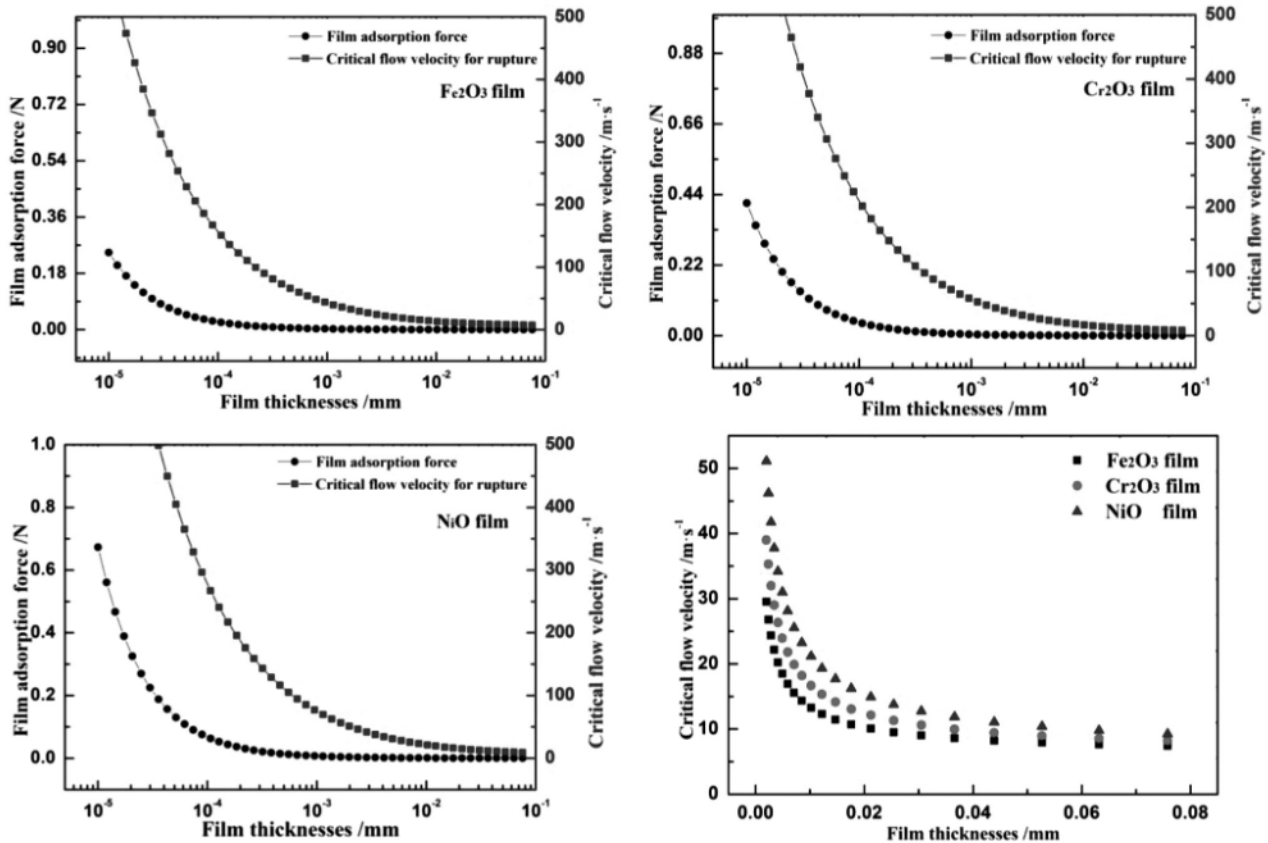 Film adsorption force /N
0.90
0.72
0.54
0.36
0.18
0.00
Film adsorption force
Critical flow velocity for rupture
Fe2O3 film
500
400
300
200
100
0
Critical flow velocity /m·s-1
10-5 10-4 10-3 10-2 10-1
Film thicknesses /mm
Film adsorption force /N
0.88
0.66
0.44
0.22
0.00
Film adsorption force
Critical flow velocity for rupture
Cr2O3 film
500
400
300
200
100
0
Critical flow velocity /m·s-1
10-5 10-4 10-3 10-2 10-1
Film thicknesses /mm
Film adsorption force /N
1.0
0.8
0.6
0.4
0.2
0.0
Film adsorption force
Critical flow velocity for rupture
NiO film
500
400
300
200
100
0
Critical flow velocity /m·s-1
10-5 10-4 10-3 10-2 10-1
Film thicknesses /mm
Critical flow velocity /m·s-1
50
40
30
20
10
0
Fe2O3 film
Cr2O3 film
NiO film
0.00 0.02 0.04 0.06 0.08
Film thicknesses /mm